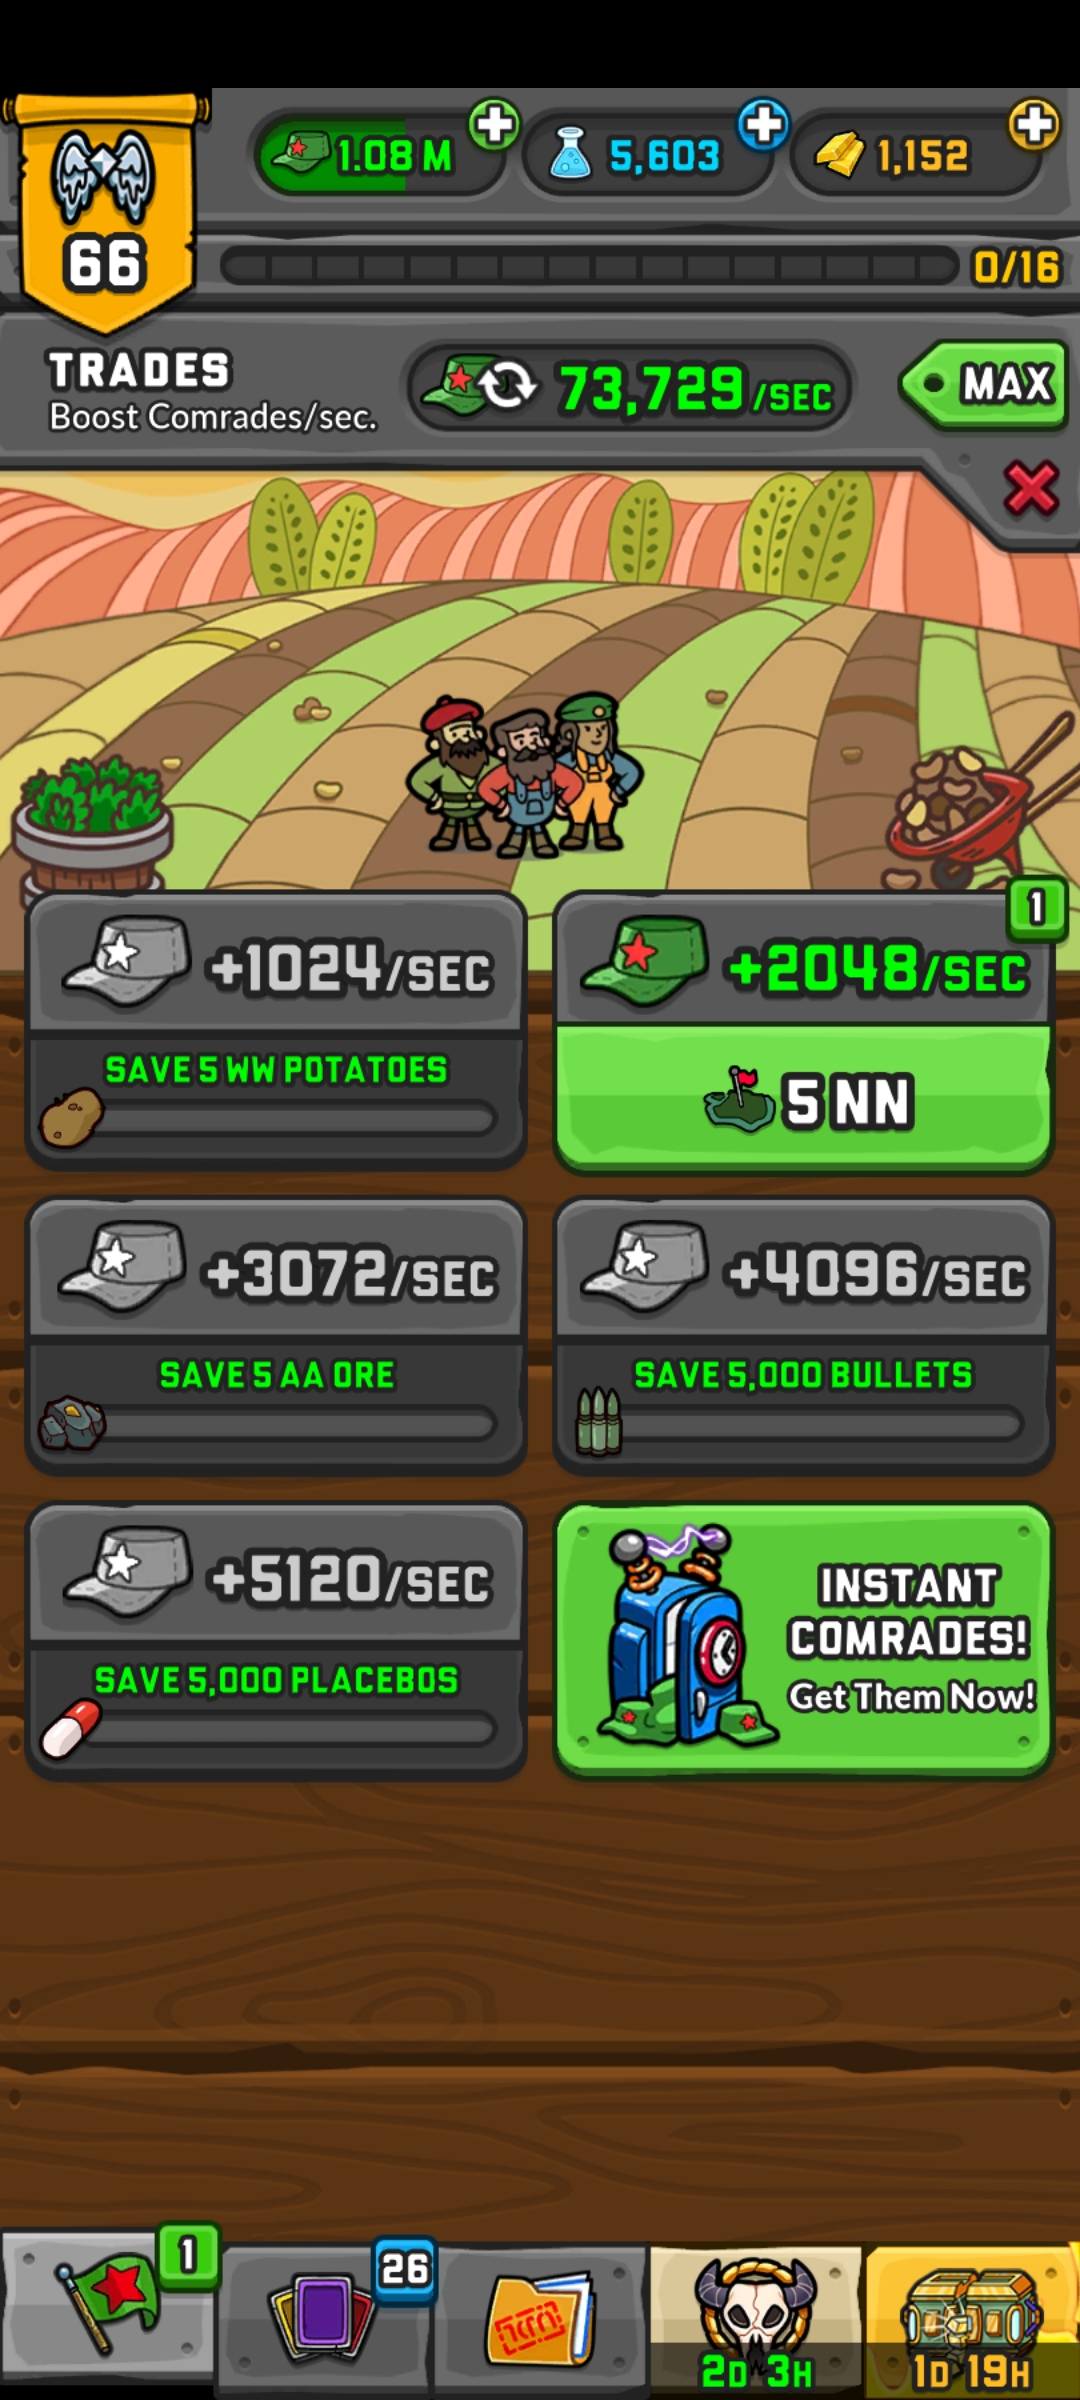 1.08 M
5,603
1,152
66
0/16
TRADES
Boost Comrades/sec.
73,729/SEC
MAX
+1024/SEC
SAVE 5 WW POTATOES
1
+2048/SEC
5 NN
+3072/SEC
SAVE 5 AA ORE
+4096/SEC
SAVE 5,000 BULLETS
+5120/SEC
SAVE 5,000 PLACEBOS
INSTANT
COMRADES!
Get Them Now!
1
26
2D 3H
1D 19H